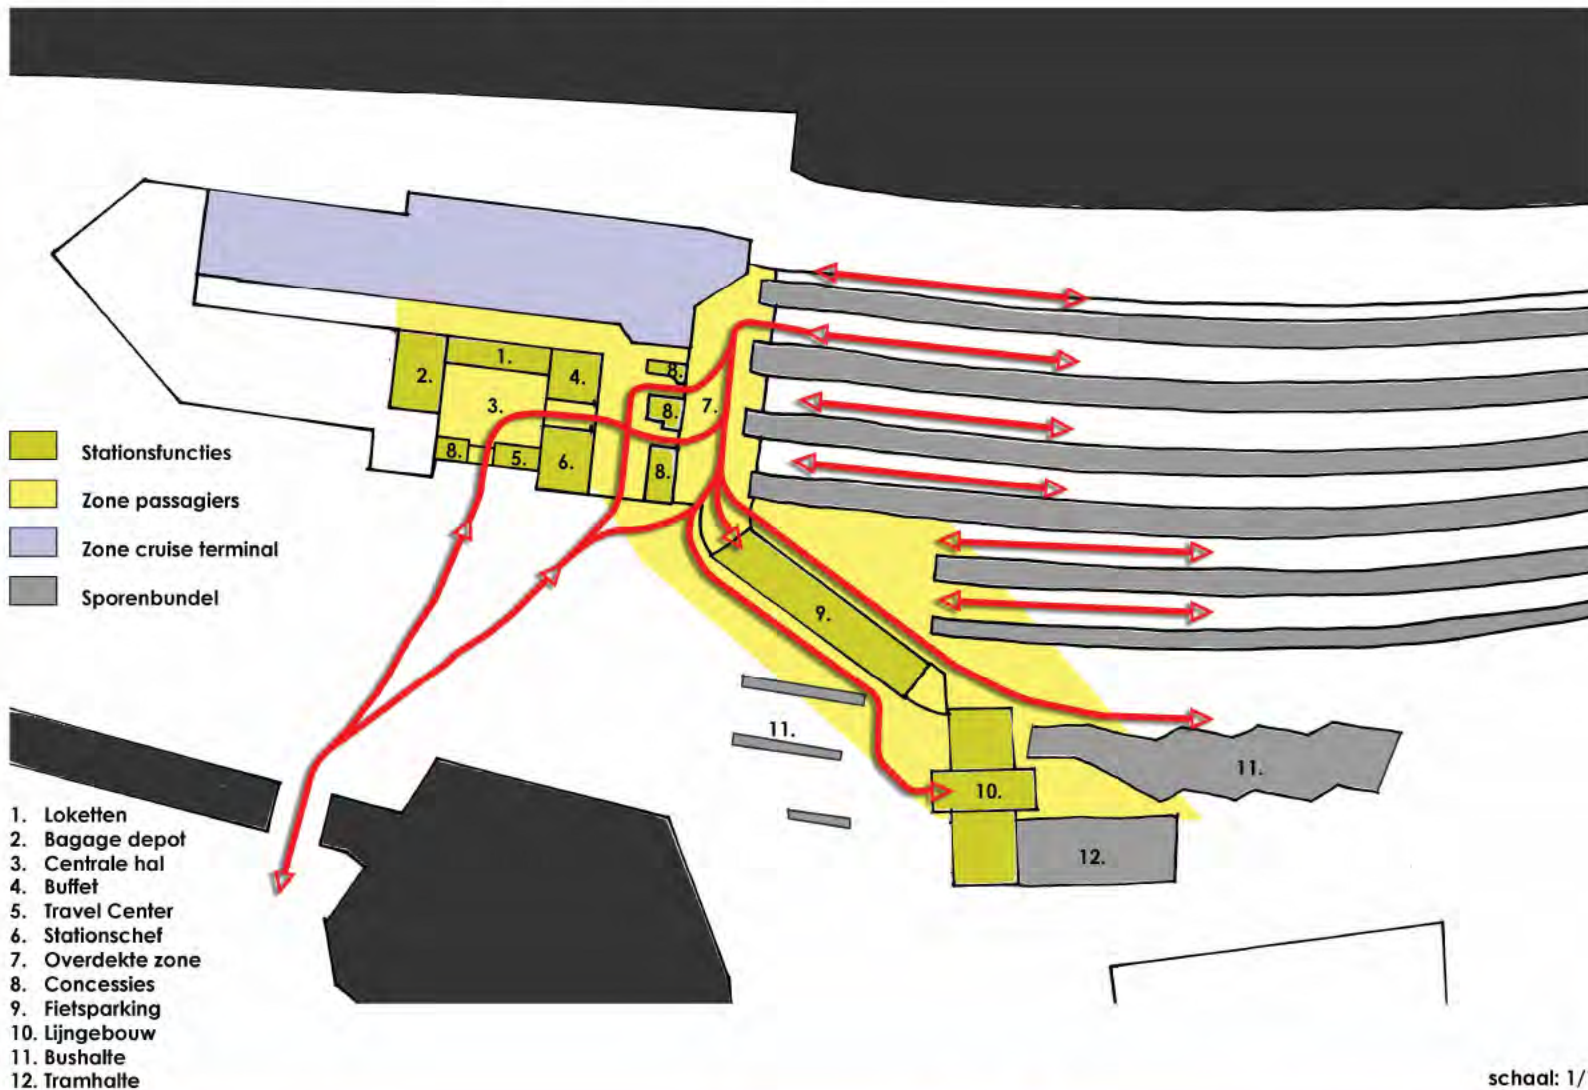 8.
1.
4.
2.
3.
8.
7.
8.
5.
6.
8.
Stationsfuncties
Zone passagiers
Zone cruise terminal
Sporenbundel
9.
11.
11.
10.
12.
1. Loketten
2. Bagage depot
3. Centrale hal
4. Buffet
5. Travel Center
6. Stationschef
7. Overdekte zone
8. Concessies
9. Fietsparking
10. Lijngebouw
11. Bushalte
12. Tramhalte
schaal: 1/